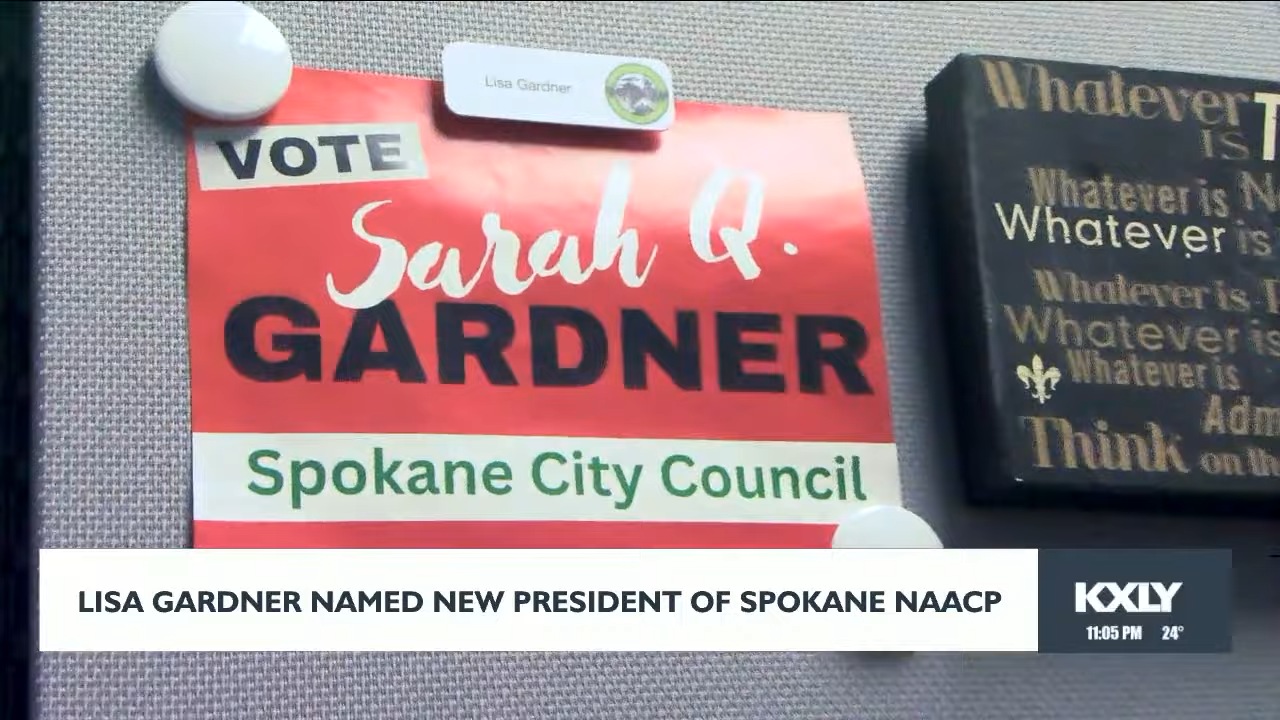 Lisa Gardner
VOTE
Sarah Q.
GARDNER
Spokane City Council
Whatever
IS
Whatever is
Whatever is
Whatever is
Whatever is
Whatever is
Think on
LISA GARDNER NAMED NEW PRESIDENT OF SPOKANE NAACP
KXLY
11:05 PM 24°